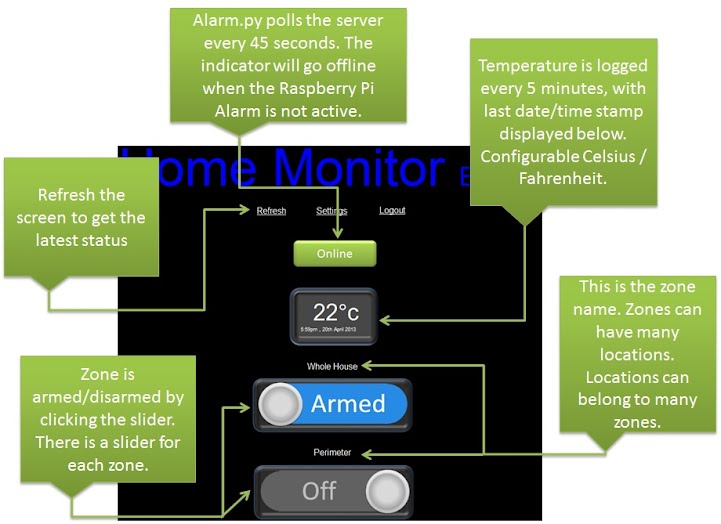 Alarm.py polls the server
every 45 seconds. The
indicator will go offline
when the Raspberry Pi
Alarm is not active.
Temperature is logged
every 5 minutes, with
last date/time stamp
displayed below.
Configurable Celsius /
Fahrenheit.
Home Monitor
Refresh the
screen to get the
latest status
Refresh Settings Logout
Online
22°c
5:59pm , 20th April 2013
This is the zone
name. Zones can
have many
locations.
Locations can
belong to many
zones.
Whole House
Zone is
armed/disarmed by
clicking the slider.
There is a slider for
each zone.
Armed
Perimeter
Off